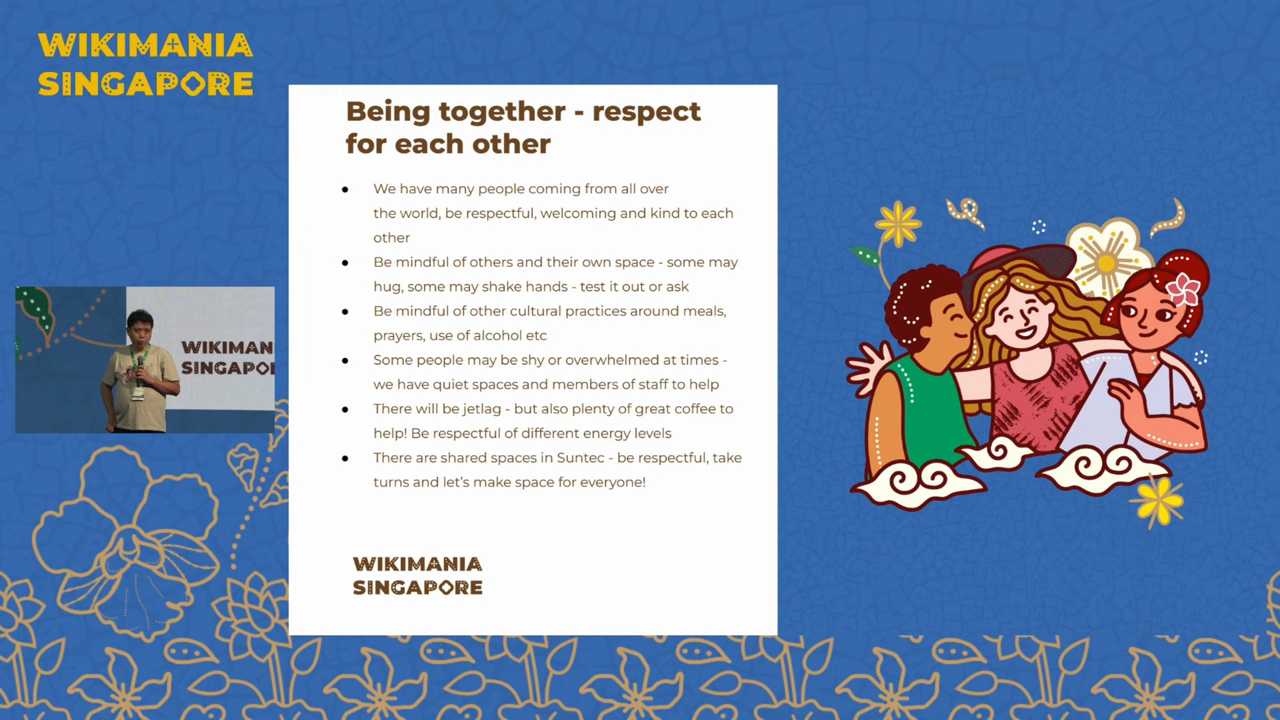 WIKIMANIA
SINGAPORE
Being together - respect
for each other
● We have many people coming from all over
the world, be respectful, welcoming and kind to each
other
● Be mindful of others and their own space - some may
hug, some may shake hands - test it out or ask
● Be mindful of other cultural practices around meals,
prayers, use of alcohol etc
● Some people may be shy or overwhelmed at times -
we have quiet spaces and members of staff to help
● There will be jetlag - but also plenty of great coffee to
help! Be respectful of different energy levels
● There are shared spaces in Suntec - be respectful, take
turns and let’s make space for everyone!
WIKIMAN
SINGAPO
WIKIMANIA
SINGAPORE